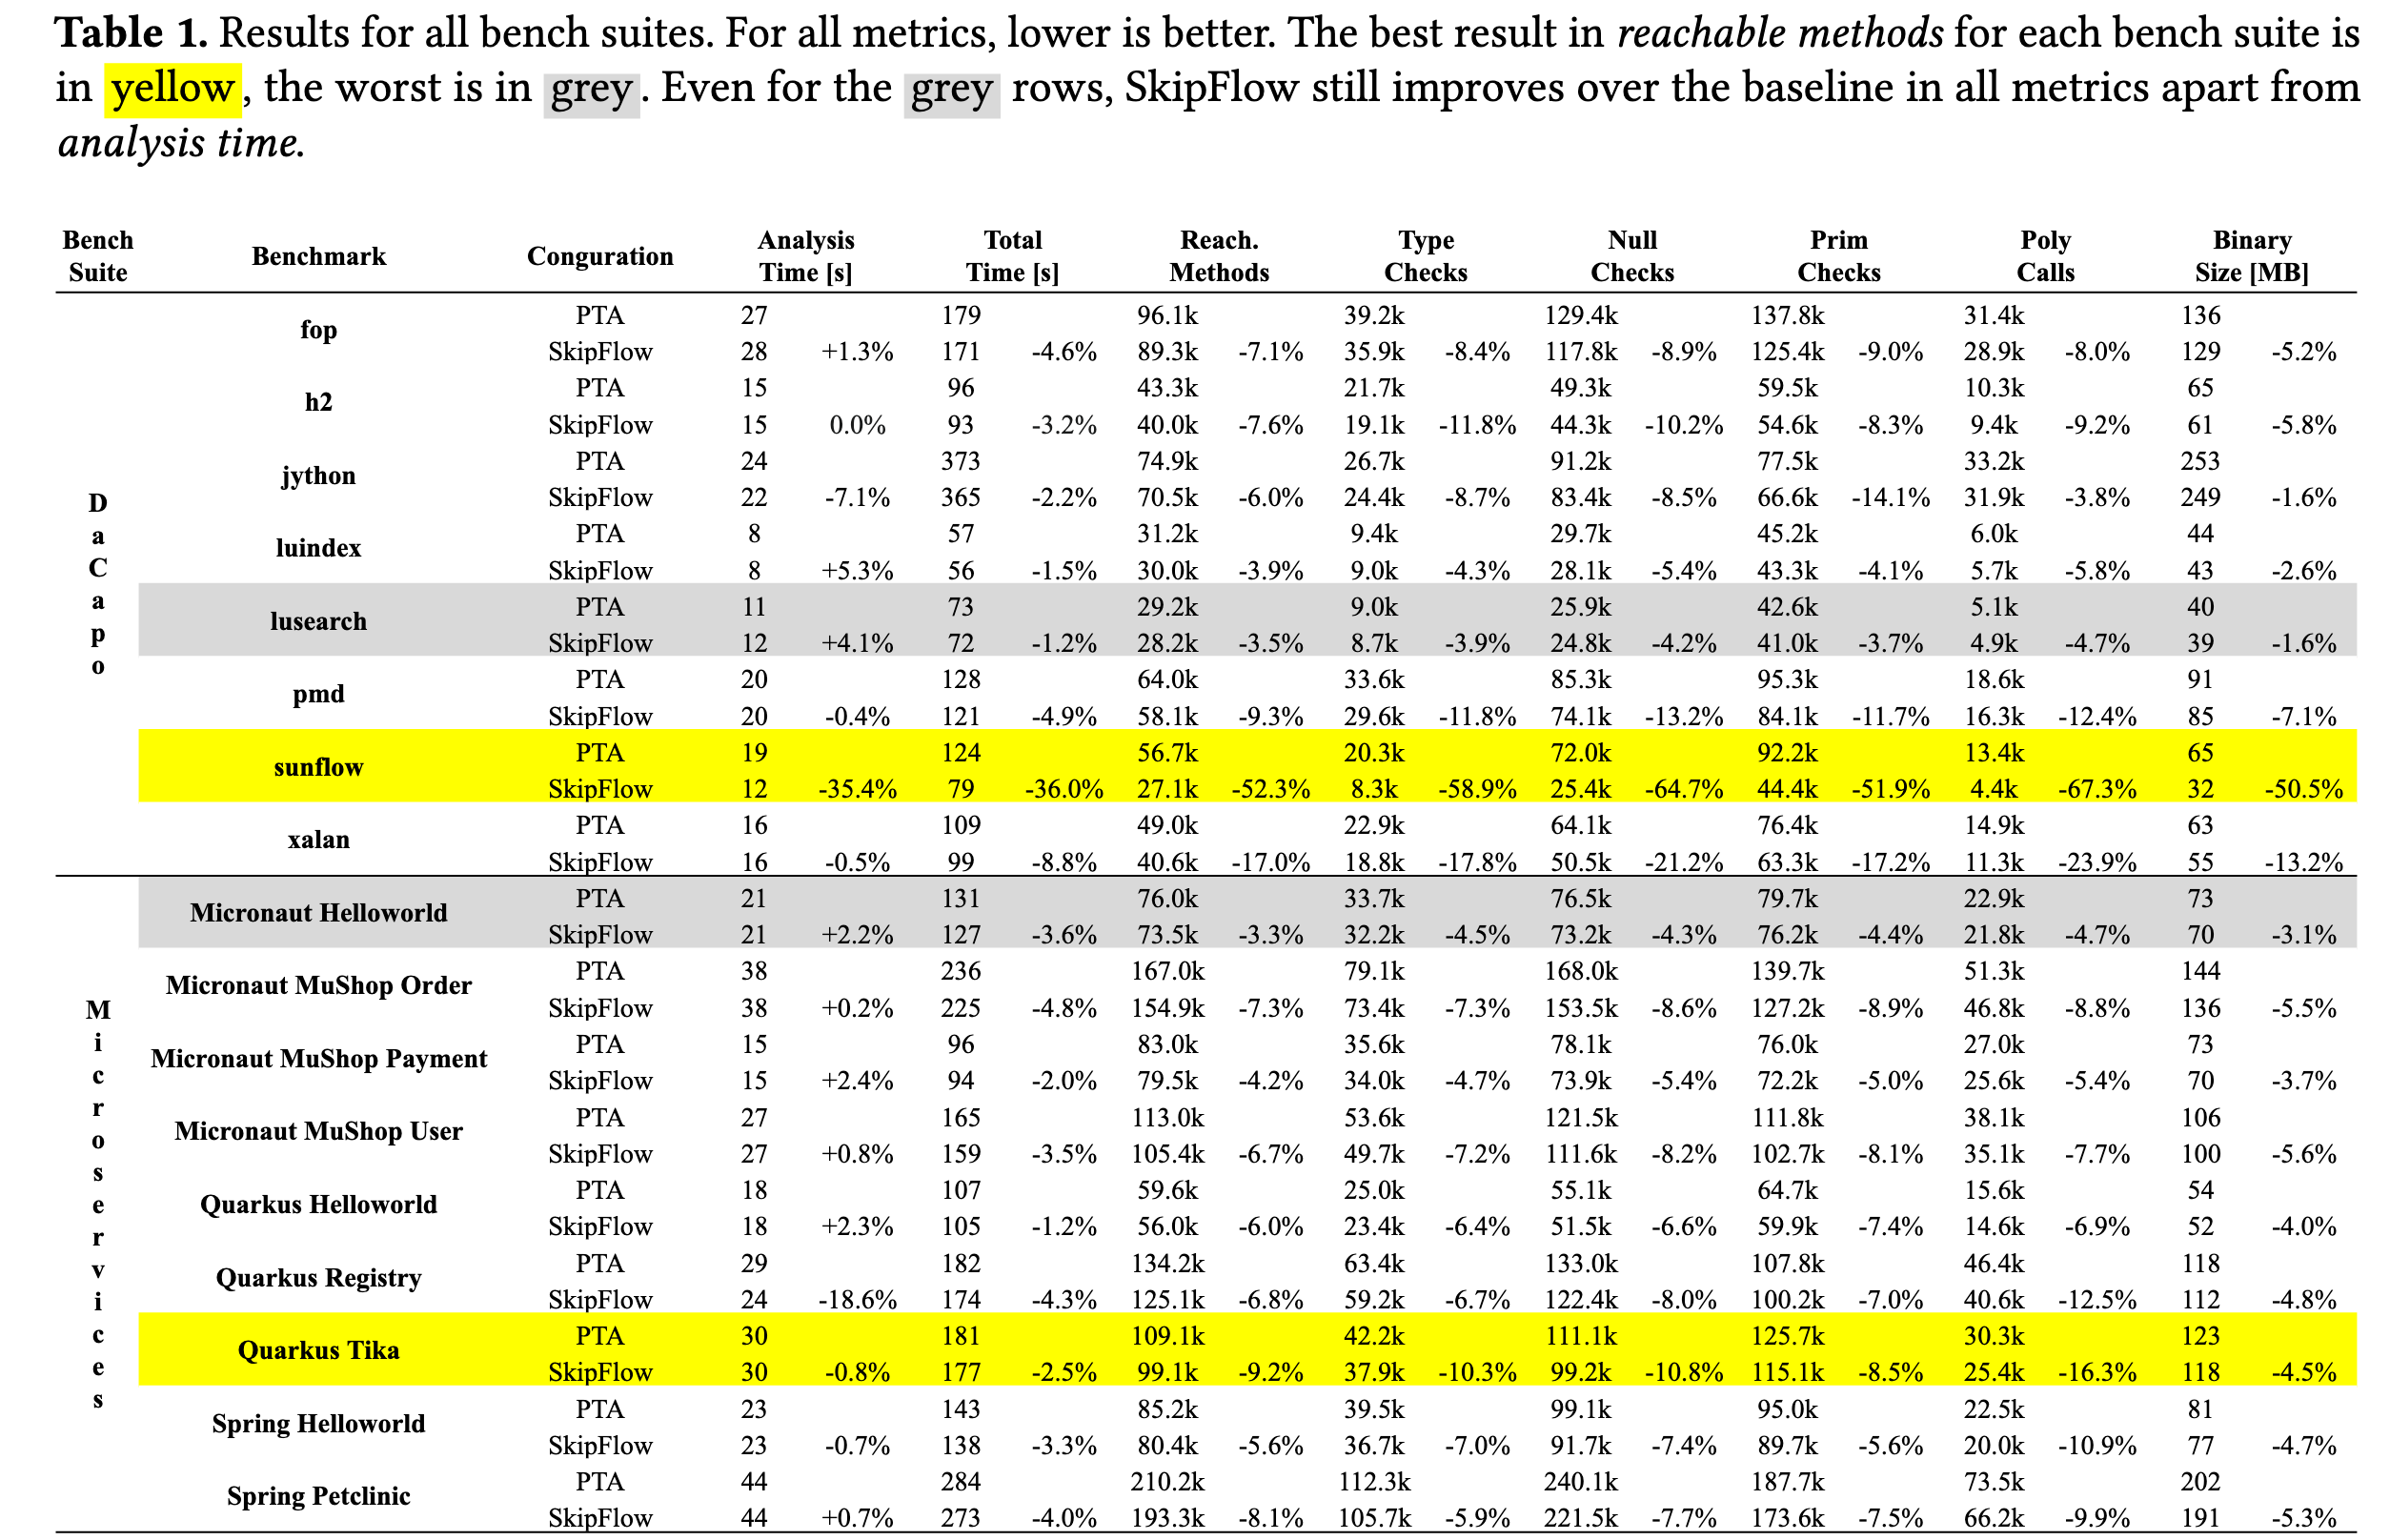 Table 1. Results for all bench suites. For all metrics, lower is better. The best result in reachable methods for each bench suite is
in yellow, the worst is in grey. Even for the grey rows, SkipFlow still improves over the baseline in all metrics apart from
analysis time.
Bench Suite Benchmark Conguration Analysis Time [s] Total Time [s] Reach. Methods Type Checks Null Checks Prim Checks Poly Calls Binary Size [MB]
DaCapo
fop
PTA 27 179 96.1k 39.2k 129.4k 137.8k 31.4k 136
SkipFlow 28 +1.3% 171 -4.6% 89.3k -7.1% 35.9k -8.4% 117.8k -8.9% 125.4k -9.0% 28.9k -8.0% 129 -5.2%
h2
PTA 15 96 43.3k 21.7k 49.3k 59.5k 10.3k 65
SkipFlow 15 0.0% 93 -3.2% 40.0k -7.6% 19.1k -11.8% 44.3k -10.2% 54.6k -8.3% 9.4k -9.2% 61 -5.8%
jython
PTA 24 373 74.9k 26.7k 91.2k 77.5k 33.2k 253
SkipFlow 22 -7.1% 365 -2.2% 70.5k -6.0% 24.4k -8.7% 83.4k -8.5% 66.6k -14.1% 31.9k -3.8% 249 -1.6%
luindex
PTA 8 57 31.2k 9.4k 29.7k 45.2k 6.0k 44
SkipFlow 8 +5.3% 56 -1.5% 30.0k -3.9% 9.0k -4.3% 28.1k -5.4% 43.3k -4.1% 5.7k -5.8% 43 -2.6%
lusearch
PTA 11 73 29.2k 9.0k 25.9k 42.6k 5.1k 40
SkipFlow 12 +4.1% 72 -1.2% 28.2k -3.5% 8.7k -3.9% 24.8k -4.2% 41.0k -3.7% 4.9k -4.7% 39 -1.6%
pmd
PTA 20 128 64.0k 33.6k 85.3k 95.3k 18.6k 91
SkipFlow 20 -0.4% 121 -4.9% 58.1k -9.3% 29.6k -11.8% 74.1k -13.2% 84.1k -11.7% 16.3k -12.4% 85 -7.1%
sunflow
PTA 19 124 56.7k 20.3k 72.0k 92.2k 13.4k 65
SkipFlow 12 -35.4% 79 -36.0% 27.1k -52.3% 8.3k -58.9% 25.4k -64.7% 44.4k -51.9% 4.4k -67.3% 32 -50.5%
xalan
PTA 16 109 49.0k 22.9k 64.1k 76.4k 14.9k 63
SkipFlow 16 -0.5% 99 -8.8% 40.6k -17.0% 18.8k -17.8% 50.5k -21.2% 63.3k -17.2% 11.3k -23.9% 55 -13.2%
Microservices
Micronaut Helloworld
PTA 21 131 76.0k 33.7k 76.5k 79.7k 22.9k 73
SkipFlow 21 +2.2% 127 -3.6% 73.5k -3.3% 32.2k -4.5% 73.2k -4.3% 76.2k -4.4% 21.8k -4.7% 70 -3.1%
Micronaut MuShop Order
PTA 38 236 167.0k 79.1k 168.0k 139.7k 51.3k 144
SkipFlow 38 +0.2% 225 -4.8% 154.9k -7.3% 73.4k -7.3% 153.5k -8.6% 127.2k -8.9% 46.8k -8.8% 136 -5.5%
Micronaut MuShop Payment
PTA 15 96 83.0k 35.6k 78.1k 76.0k 27.0k 73
SkipFlow 15 +2.4% 94 -2.0% 79.5k -4.2% 34.0k -4.7% 73.9k -5.4% 72.2k -5.0% 25.6k -5.4% 70 -3.7%
Micronaut MuShop User
PTA 27 165 113.0k 53.6k 121.5k 111.8k 38.1k 106
SkipFlow 27 +0.8% 159 -3.5% 105.4k -6.7% 49.7k -7.2% 111.6k -8.2% 102.7k -8.1% 35.1k -7.7% 100 -5.6%
Quarkus Helloworld
PTA 18 107 59.6k 25.0k 55.1k 64.7k 15.6k 54
SkipFlow 18 +2.3% 105 -1.2% 56.0k -6.0% 23.4k -6.4% 51.5k -6.6% 59.9k -7.4% 14.6k -6.9% 52 -4.0%
Quarkus Registry
PTA 29 182 134.2k 63.4k 133.0k 107.8k 46.4k 118
SkipFlow 24 -18.6% 174 -4.3% 125.1k -6.8% 59.2k -6.7% 122.4k -8.0% 100.2k -7.0% 40.6k -12.5% 112 -4.8%
Quarkus Tika
PTA 30 181 109.1k 42.2k 111.1k 125.7k 30.3k 123
SkipFlow 30 -0.8% 177 -2.5% 99.1k -9.2% 37.9k -10.3% 99.2k -10.8% 115.1k -8.5% 25.4k -16.3% 118 -4.5%
Spring Helloworld
PTA 23 143 85.2k 39.5k 99.1k 95.0k 22.5k 81
SkipFlow 23 -0.7% 138 -3.3% 80.4k -5.6% 36.7k -7.0% 91.7k -7.4% 89.7k -5.6% 20.0k -10.9% 77 -4.7%
Spring Petclinic
PTA 44 284 210.2k 112.3k 240.1k 187.7k 73.5k 202
SkipFlow 44 +0.7% 273 -4.0% 193.3k -8.1% 105.7k -5.9% 221.5k -7.7% 173.6k -7.5% 66.2k -9.9% 191 -5.3%